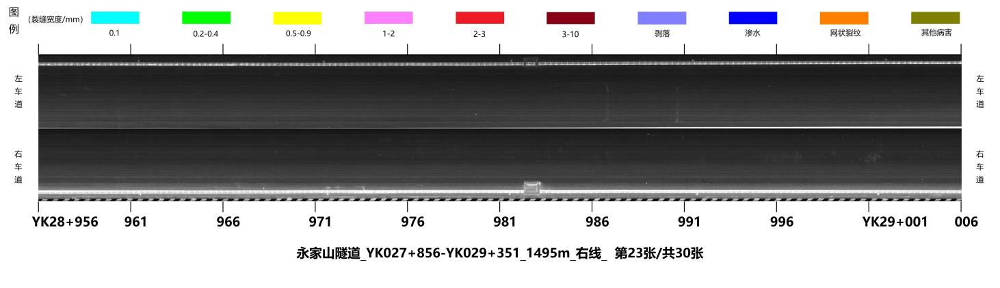 图例
(裂缝宽度/mm)
0.1
0.2-0.4
0.5-0.9
1-2
2-3
3-10
剥落
渗水
网状裂纹
其他病害
左车道
左车道
右车道
右车道
YK28+956 961 966 971 976 981 986 991 996 YK29+001 006
永家山隧道_YK027+856-YK029+351_1495m_右线_ 第23张/共30张